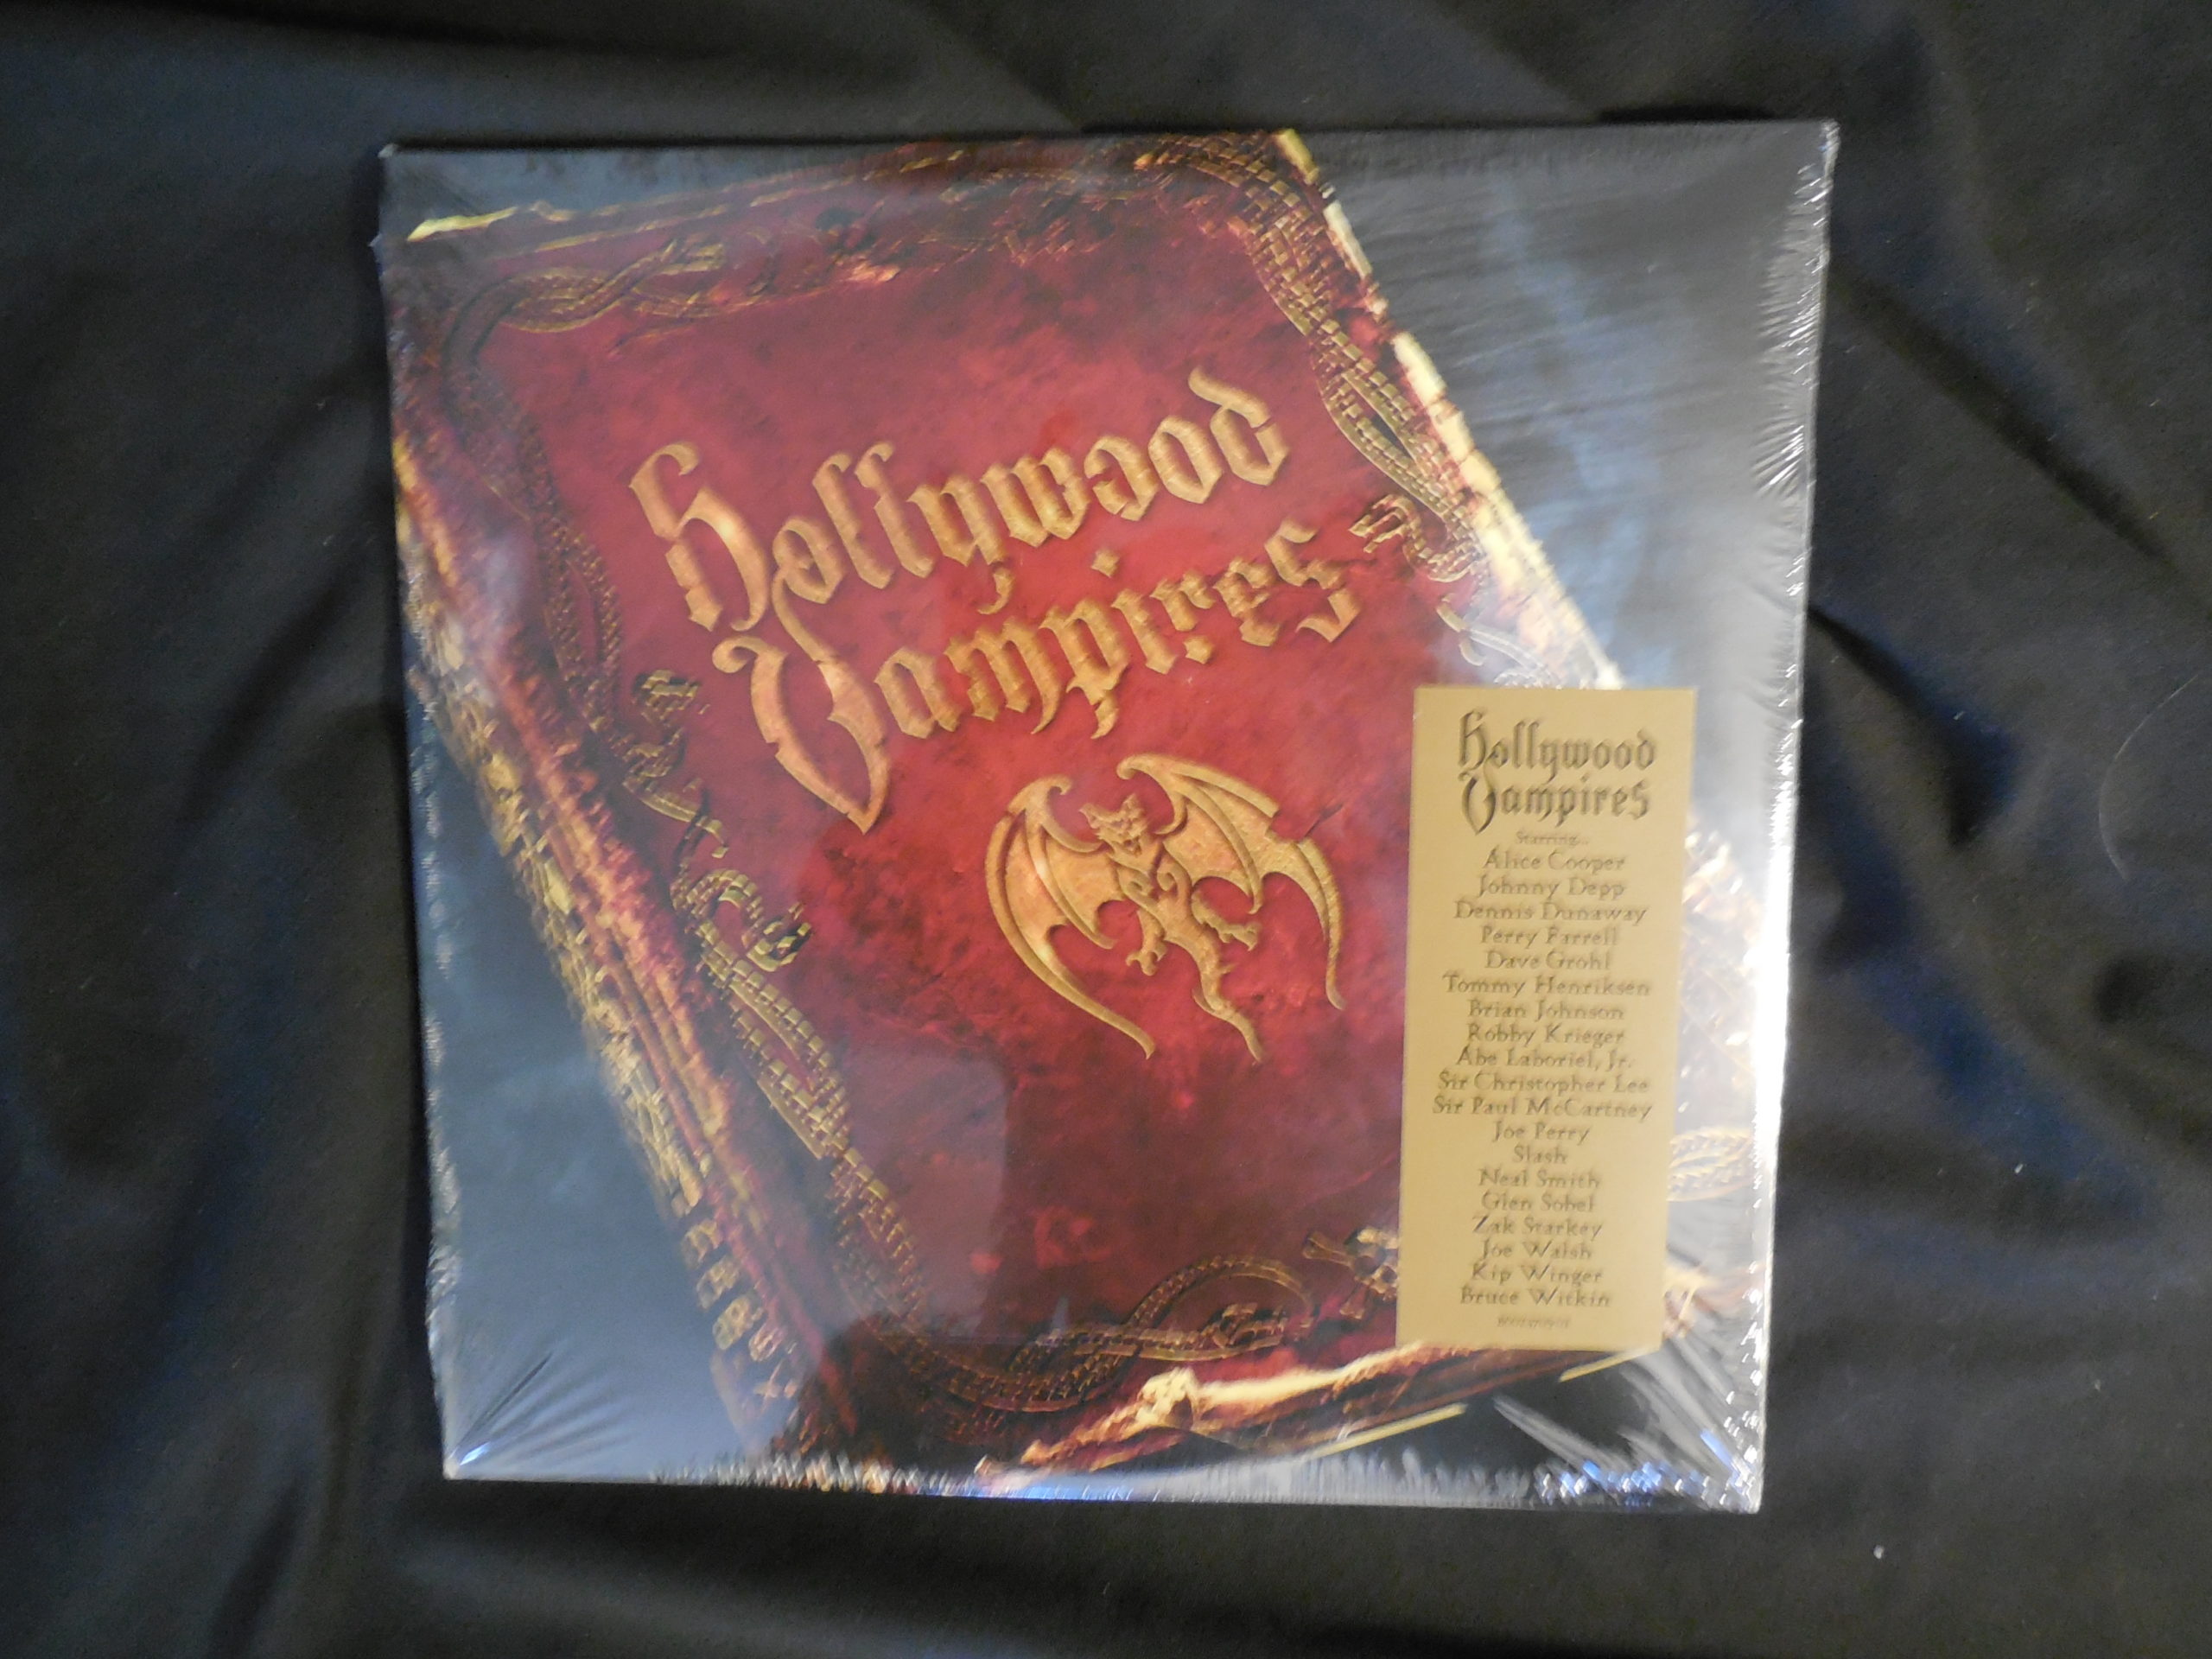 Hollywood
Vampires
Hollywood
Vampires
Starring...
Alice Cooper
Johnny Depp
Dennis Dunaway
Perry Farrell
Dave Grohl
Tommy Henriksen
Brian Johnson
Robby Krieger
Abe Laboriel, Jr.
Sir Christopher Lee
Sir Paul McCartney
Joe Perry
Slash
Neal Smith
Glen Sobel
Zak Starkey
Joe Walsh
Kip Winger
Bruce Witkin